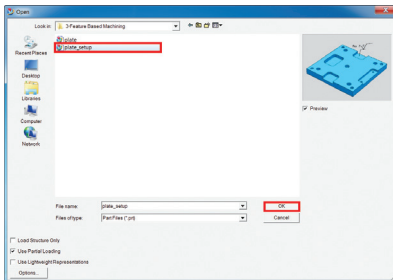 Open
Look in: 3-Feature Based Machining
plate
plate_setup
Recent Places
Desktop
Libraries
Computer
Network
Preview
File name: plate_setup OK
Files of type: Part Files (*.prt) Cancel
Load Structure Only
Use Partial Loading
Use Lightweight Representations
Options...